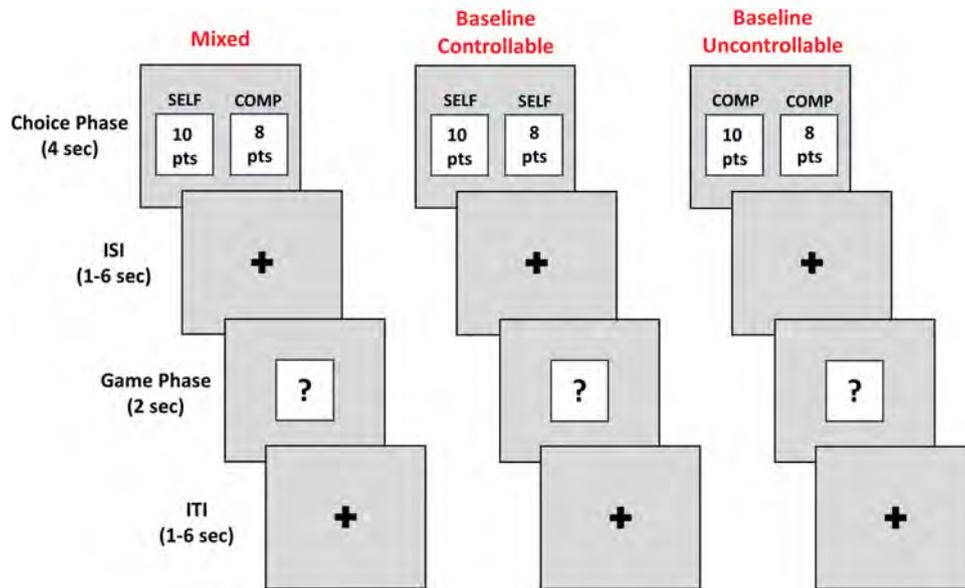 Mixed
Baseline
Controllable
Baseline
Uncontrollable
Choice Phase
(4 sec)
SELF COMP
10 pts 8 pts
SELF SELF
10 pts 8 pts
COMP COMP
10 pts 8 pts
ISI
(1-6 sec)
+ + +
Game Phase
(2 sec)
? ? ?
ITI
(1-6 sec)
+ + +